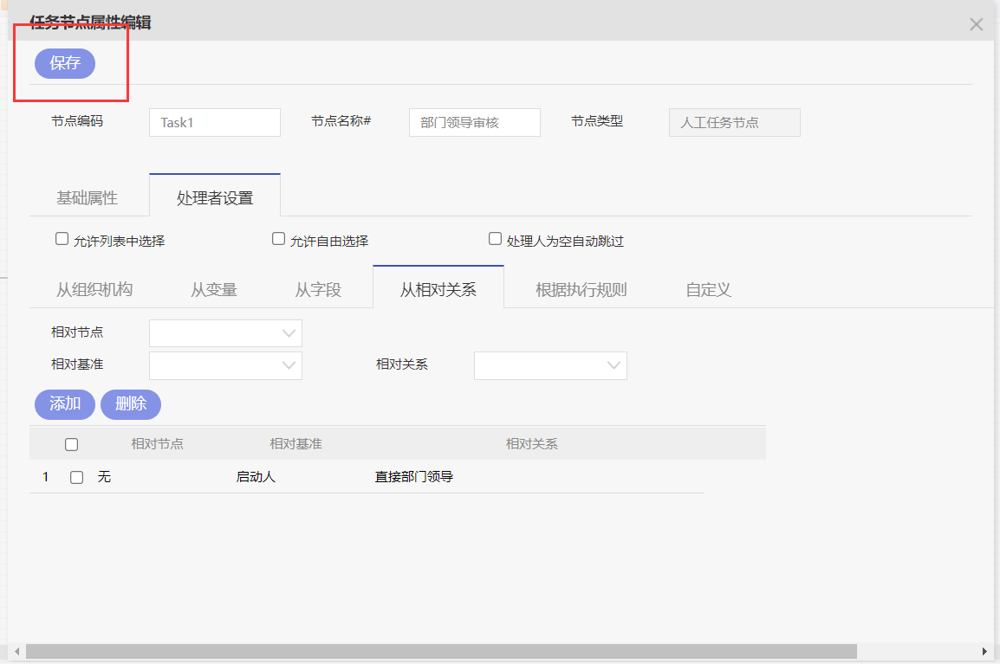 任务节点属性编辑
保存
节点编码 Task1 节点名称# 部门领导审核 节点类型 人工任务节点
基础属性 处理者设置
允许列表中选择 允许自由选择 处理人为空自动跳过
从组织机构 从变量 从字段 从相对关系 根据执行规则 自定义
相对节点
相对基准 相对关系
添加 删除
相对节点 相对基准 相对关系
1 无 启动人 直接部门领导